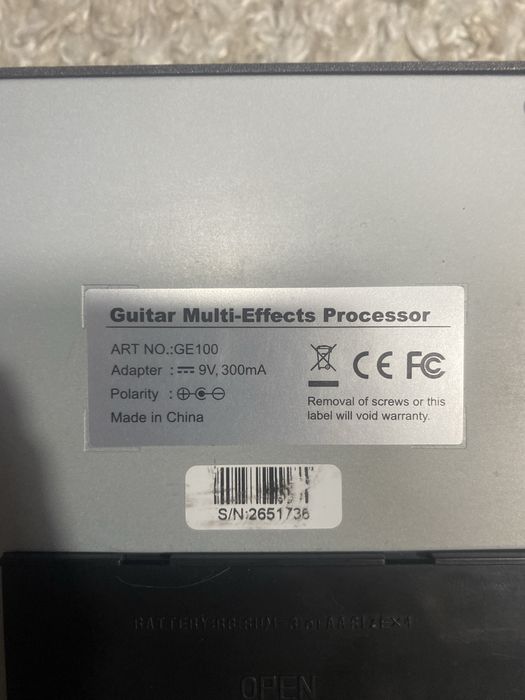 Guitar Multi-Effects Processor
ART NO.:GE100
Adapter : 9V, 300mA
Polarity :
Made in China
CE FC
Removal of screws or this
label will void warranty.
S/N:2651736
OPEN